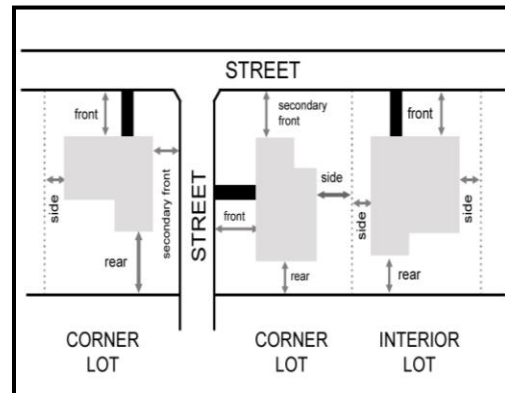 STREET
front
secondary
front
front
side
secondary front
STREET
front
side
side
side
rear
rear
rear
CORNER
LOT
CORNER
LOT
INTERIOR
LOT